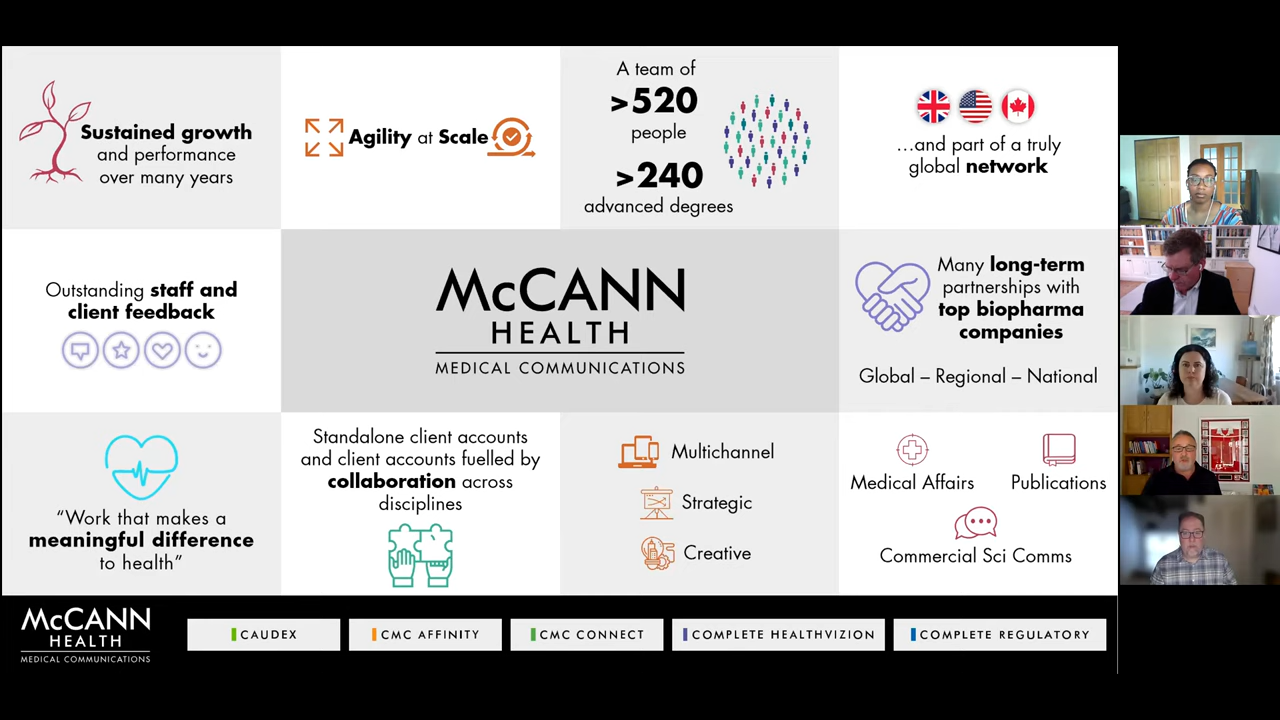 Sustained growth
and performance
over many years
Agility at Scale
A team of
>520
people
>240
advanced degrees
...and part of a truly
global network
Outstanding staff and
client feedback
McCANN
HEALTH
MEDICAL COMMUNICATIONS
Many long-term
partnerships with
top biopharma
companies
Global – Regional – National
“Work that makes a
meaningful difference
to health”
Standalone client accounts
and client accounts fuelled by
collaboration across
disciplines
Multichannel
Strategic
Creative
Medical Affairs
Publications
Commercial Sci Comms
McCANN
HEALTH
MEDICAL COMMUNICATIONS
CAUDEX
CMC AFFINITY
CMC CONNECT
COMPLETE HEALTHVIZION
COMPLETE REGULATORY